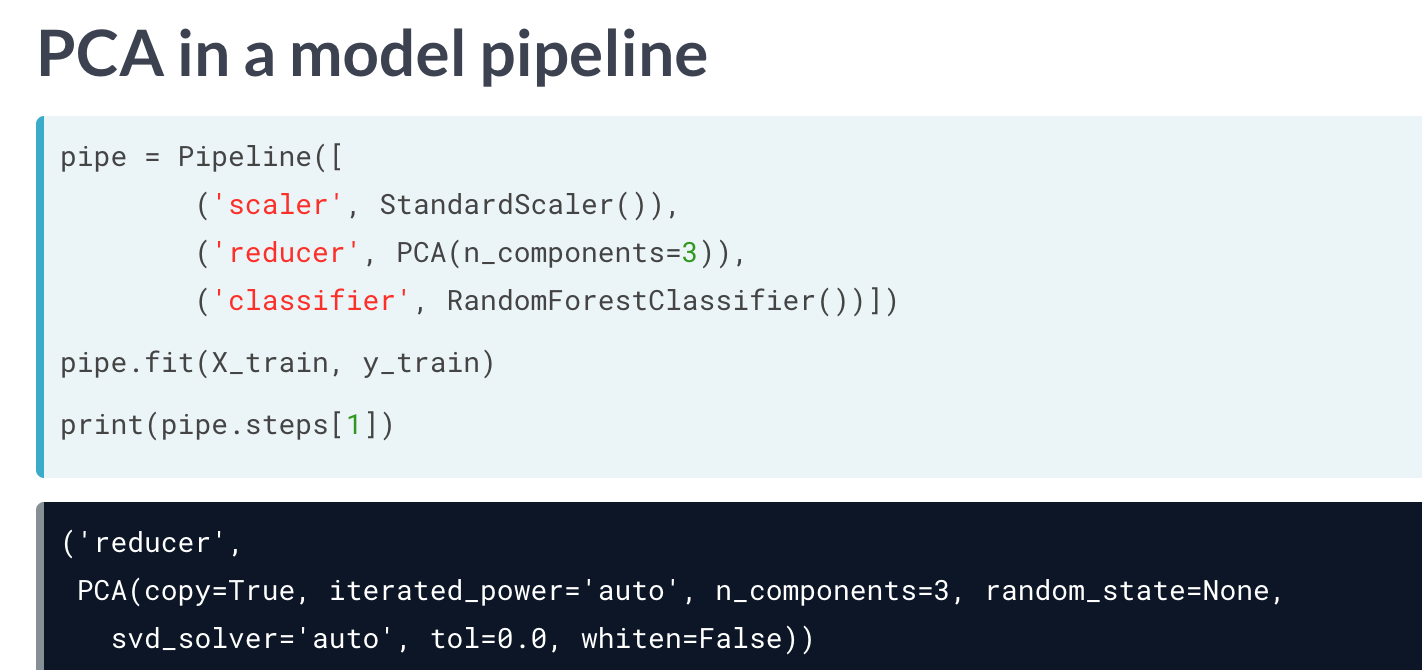 PCA in a model pipeline
pipe = Pipeline([
        ('scaler', StandardScaler()),
        ('reducer', PCA(n_components=3)),
        ('classifier', RandomForestClassifier())])
pipe.fit(X_train, y_train)
print(pipe.steps[1])
('reducer',
 PCA(copy=True, iterated_power='auto', n_components=3, random_state=None,
   svd_solver='auto', tol=0.0, whiten=False))